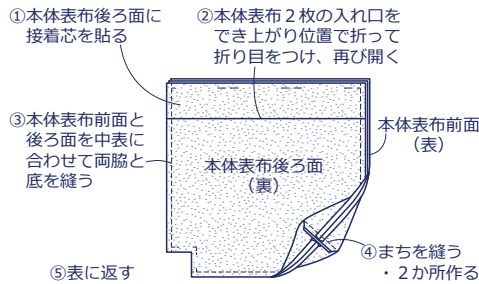 ①本体表布後ろ面に
接着芯を貼る
②本体表布２枚の入れ口を
でき上がり位置で折って
折り目をつけ、再び開く
③本体表布前面と
後ろ面を中表に
合わせて両脇と
底を縫う
本体表布前面
（表）
本体表布後ろ面
（裏）
④まちを縫う
・２か所作る
⑤表に返す